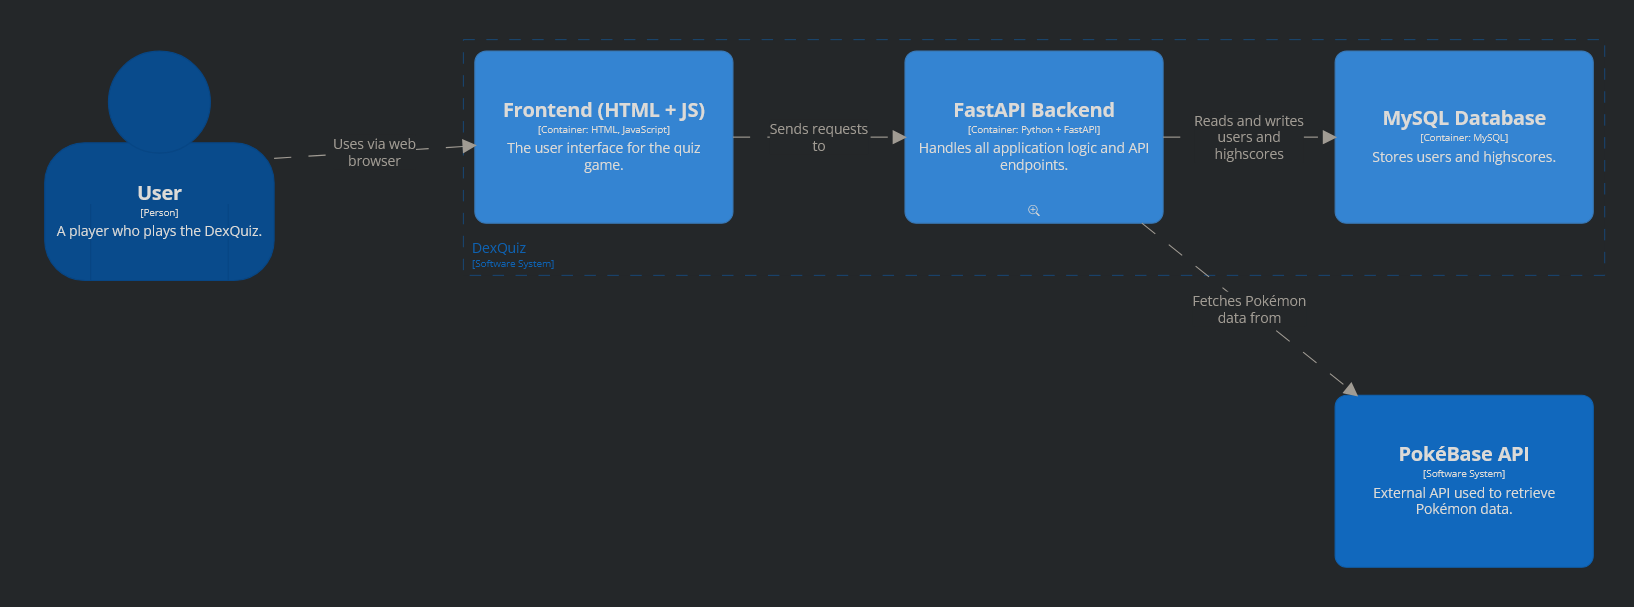 User
[Person]
A player who plays the DexQuiz.
Uses via web
browser
Frontend (HTML + JS)
[Container: HTML, JavaScript]
The user interface for the quiz
game.
Sends requests
to
FastAPI Backend
[Container: Python + FastAPI]
Handles all application logic and API
endpoints.
Reads and writes
users and
highscores
MySQL Database
[Container: MySQL]
Stores users and highscores.
DexQuiz
[Software System]
Fetches Pokémon
data from
PokéBase API
[Software System]
External API used to retrieve
Pokémon data.